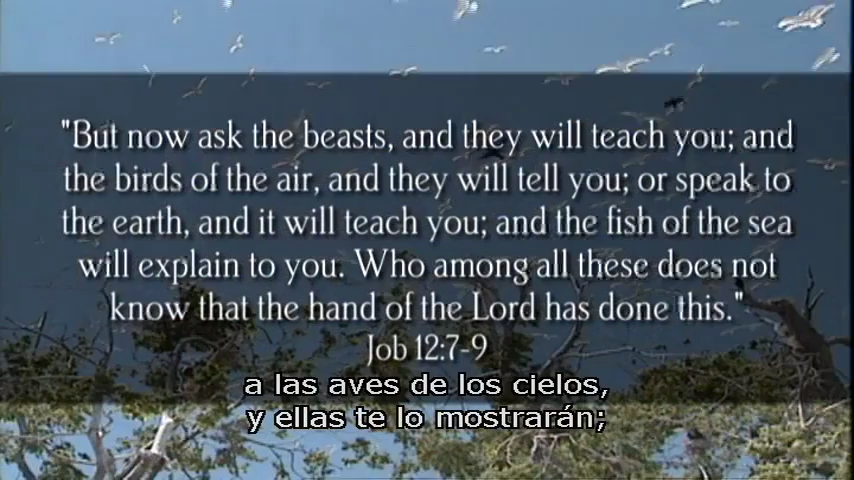 "But now ask the beasts, and they will teach you; and
the birds of the air, and they will tell you; or speak to
the earth, and it will teach you; and the fish of the sea
will explain to you. Who among all these does not
know that the hand of the Lord has done this."
Job 12:7-9
a las aves de los cielos,
y ellas te lo mostrarán;